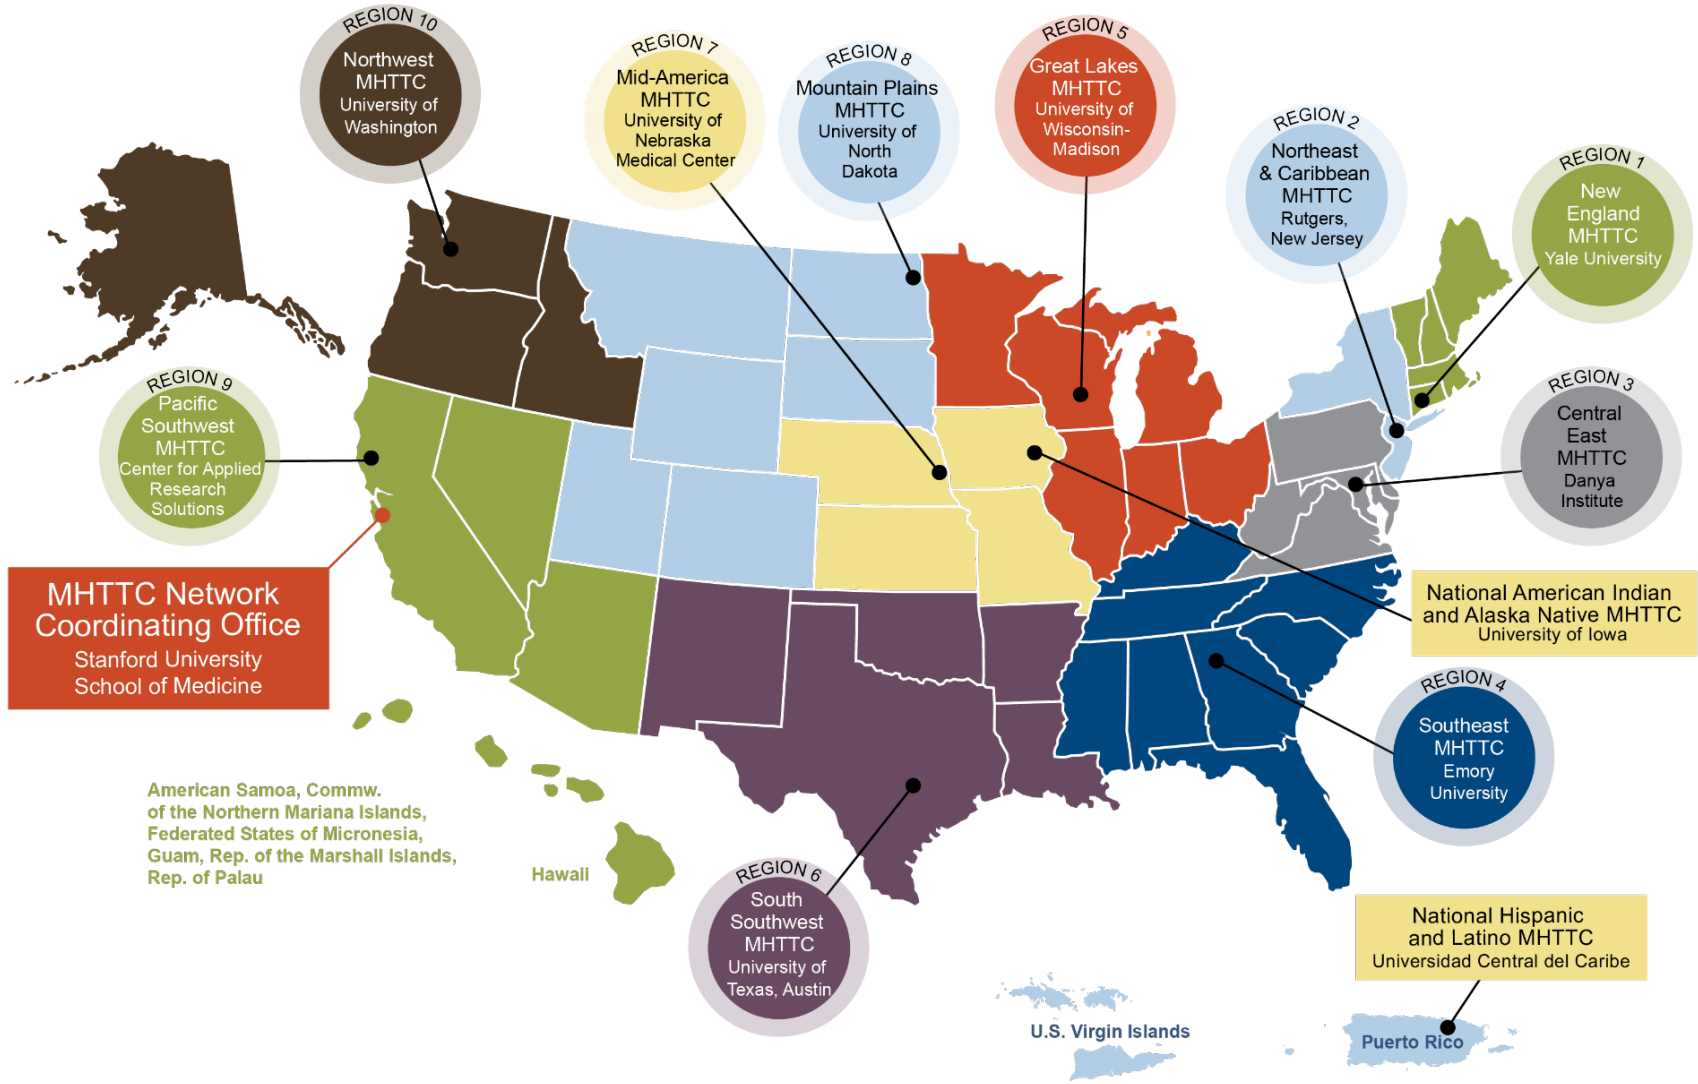 REGION 10
Northwest
MHTTC
University of
Washington
REGION 7
Mid-America
MHTTC
University of
Nebraska
Medical Center
REGION 8
Mountain Plains
MHTTC
University of
North
Dakota
REGION 5
Great Lakes
MHTTC
University of
Wisconsin-
Madison
REGION 2
Northeast
& Caribbean
MHTTC
Rutgers,
New Jersey
REGION 1
New
England
MHTTC
Yale University
REGION 9
Pacific
Southwest
MHTTC
Center for Applied
Research
Solutions
REGION 3
Central
East
MHTTC
Danya
Institute
MHTTC Network
Coordinating Office
Stanford University
School of Medicine
National American Indian
and Alaska Native MHTTC
University of Iowa
REGION 4
Southeast
MHTTC
Emory
University
American Samoa, Commw.
of the Northern Mariana Islands,
Federated States of Micronesia,
Guam, Rep. of the Marshall Islands,
Rep. of Palau
Hawaii
REGION 6
South
Southwest
MHTTC
University of
Texas, Austin
National Hispanic
and Latino MHTTC
Universidad Central del Caribe
U.S. Virgin Islands
Puerto Rico